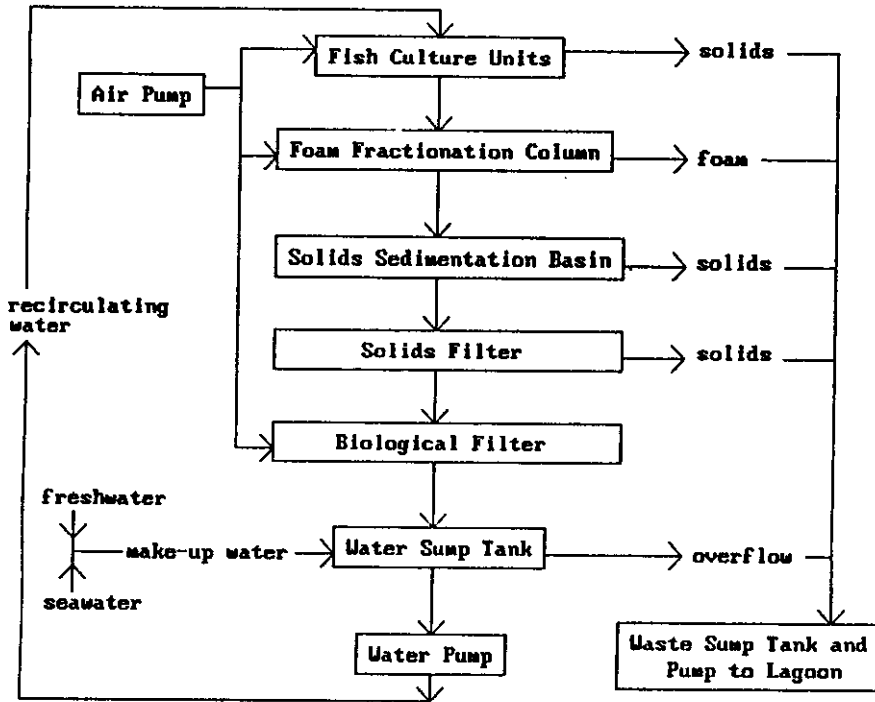 Fish Culture Units
solids
Air Pump
Foam Fractionation Column
foam
Solids Sedimentation Basin
solids
recirculating
water
Solids Filter
solids
Biological Filter
freshwater
make-up water
Water Sump Tank
overflow
seawater
Water Pump
Waste Sump Tank and
Pump to Lagoon